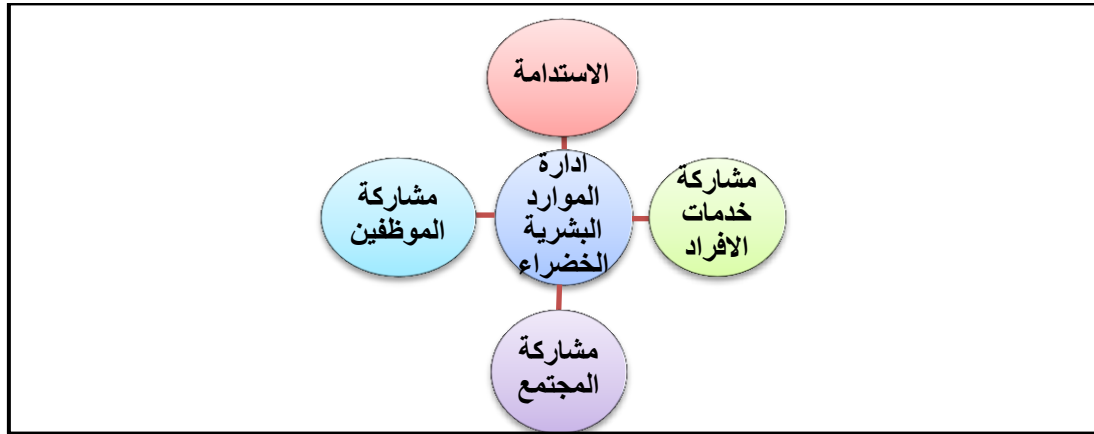 الاستدامة
ادارة
الموارد
البشرية
الخضراء
مشاركة
خدمات
الافراد
مشاركة
الموظفين
مشاركة
المجتمع